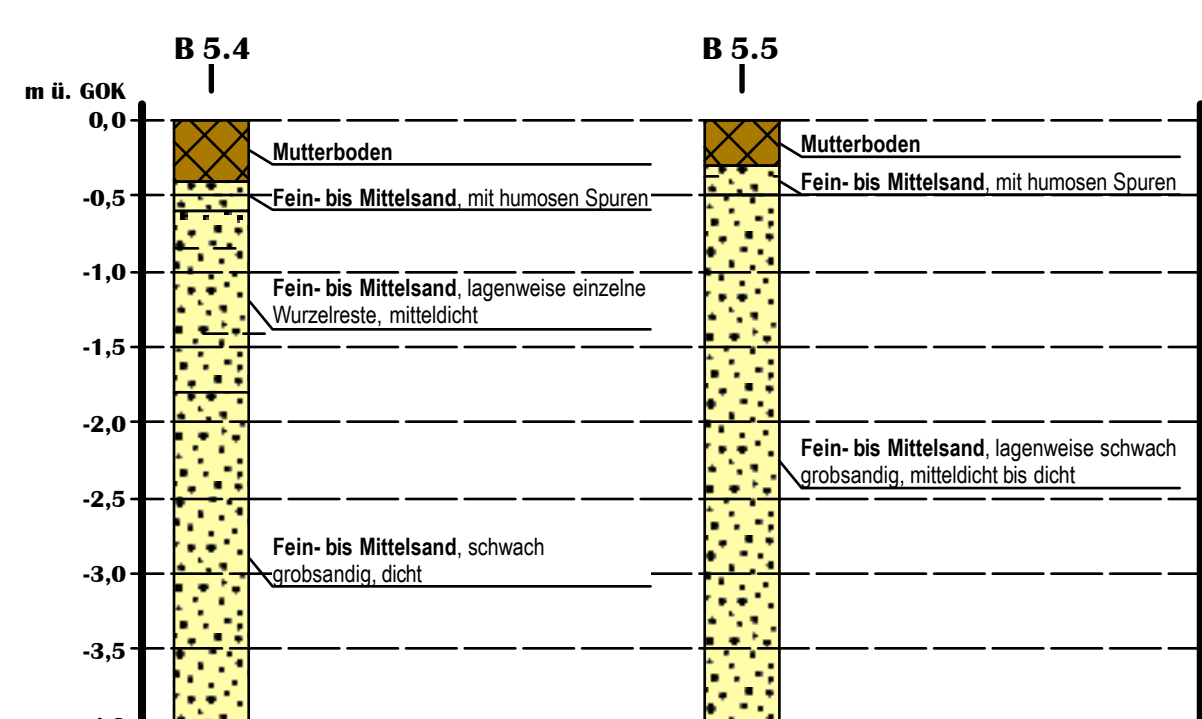 B 5.4
B 5.5
m ü. GOK
0,0
Mutterboden
Mutterboden
-0,5
Fein- bis Mittelsand, mit humosen Spuren
Fein- bis Mittelsand, mit humosen Spuren
-1,0
Fein- bis Mittelsand, lagenweise einzelne
Wurzelreste, mitteldicht
-1,5
-2,0
Fein- bis Mittelsand, lagenweise schwach
grobsandig, mitteldicht bis dicht
-2,5
Fein- bis Mittelsand, schwach
grobsandig, dicht
-3,0
-3,5